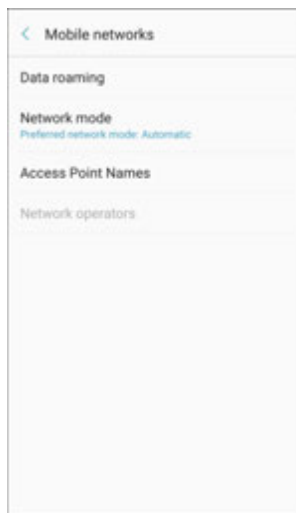 Mobile networks
Data roaming
Network mode
Preferred network mode: Automatic
Access Point Names
Network operators